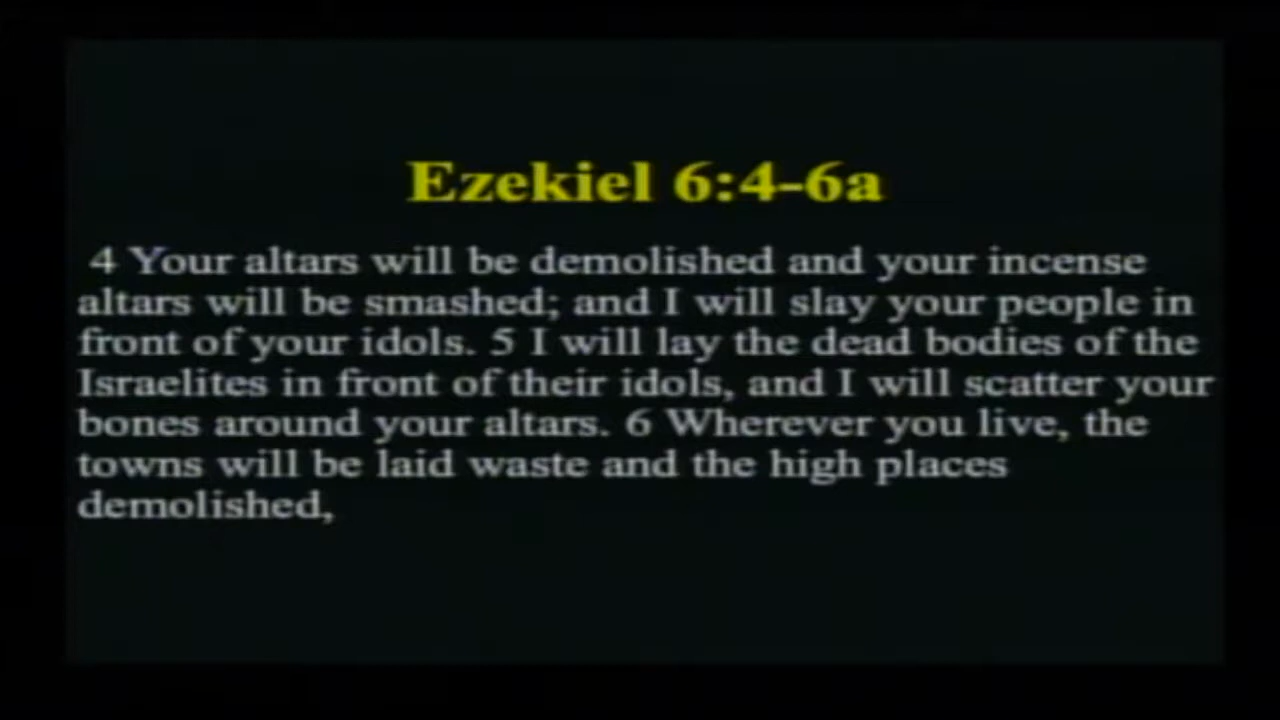 Ezekiel 6:4-6a
4 Your altars will be demolished and your incense
altars will be smashed; and I will slay your people in
front of your idols. 5 I will lay the dead bodies of the
Israelites in front of their idols, and I will scatter your
bones around your altars. 6 Wherever you live, the
towns will be laid waste and the high places
demolished,